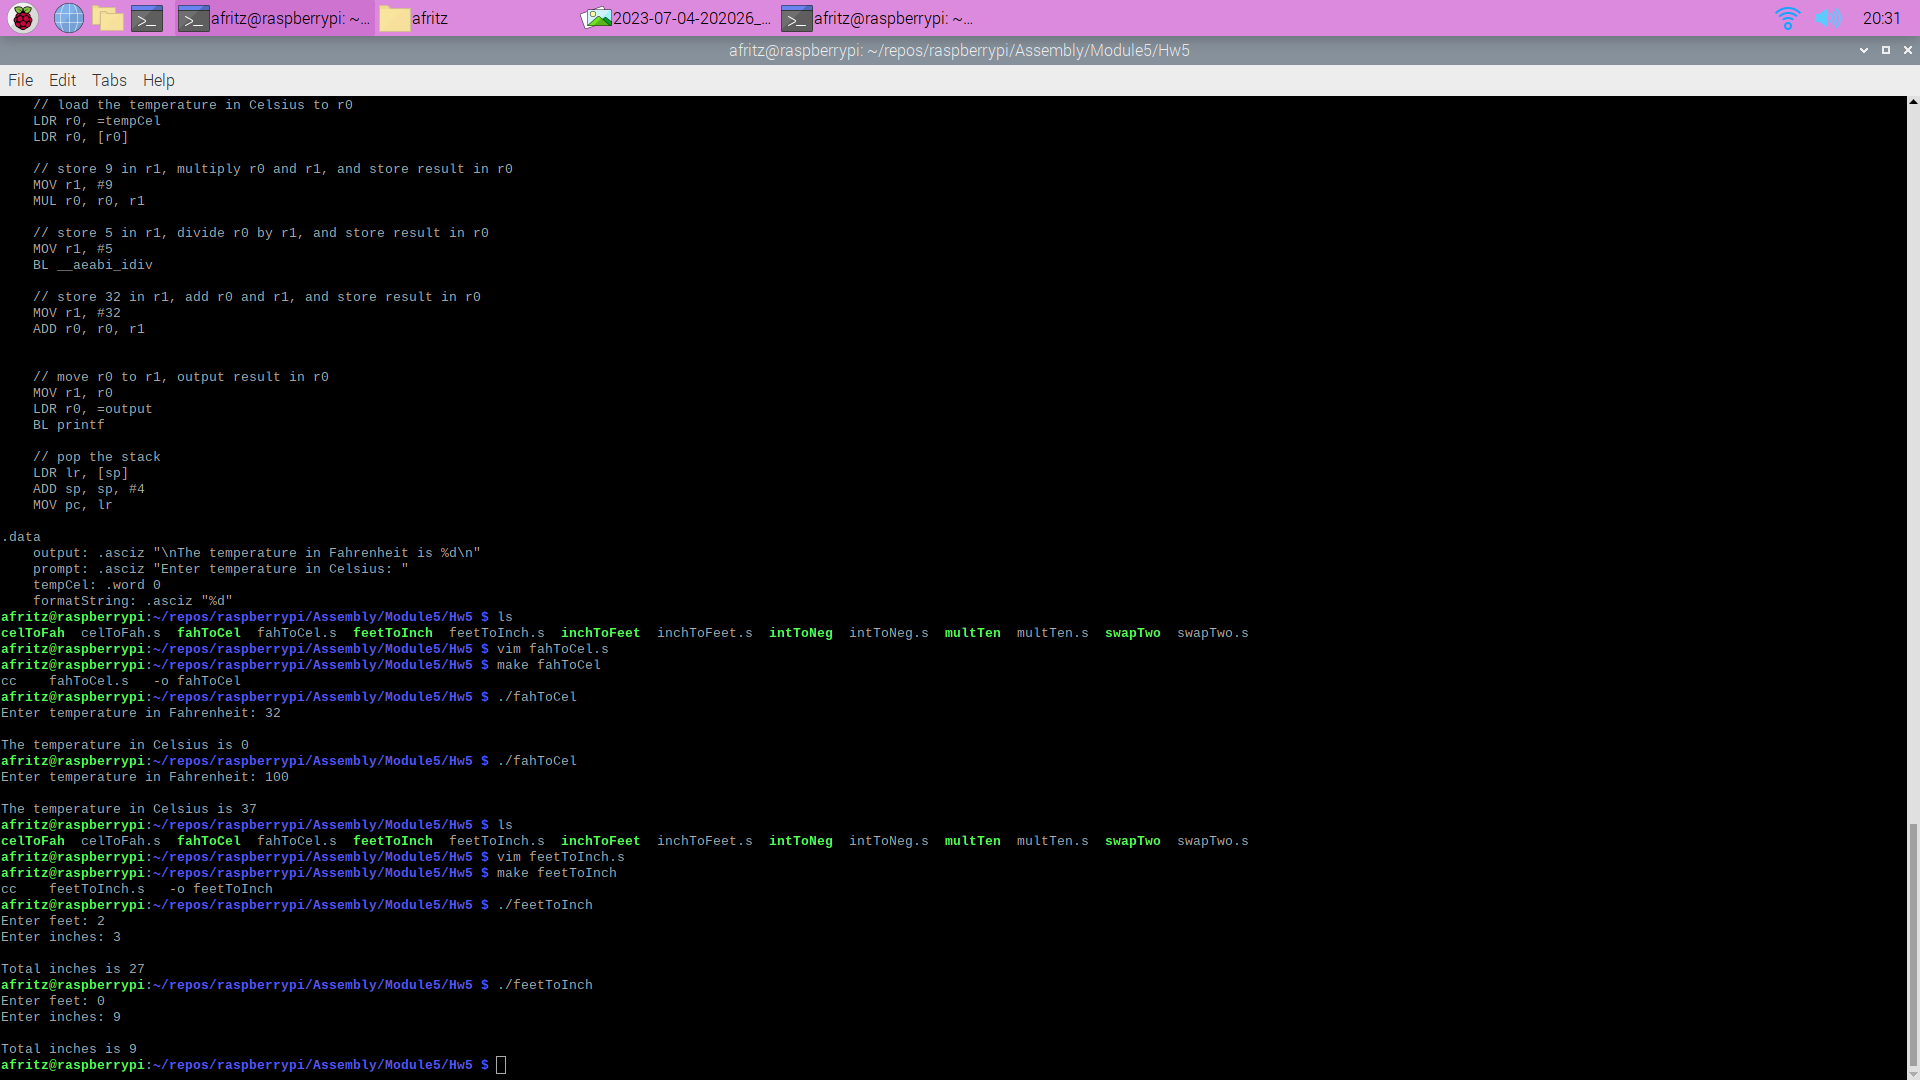 afritz@raspberrypi: ~... afritz 2023-07-04-202026_... afritz@raspberrypi: ~... 20:31
afritz@raspberrypi: ~/repos/raspberrypi/Assembly/Module5/Hw5
File Edit Tabs Help
// load the temperature in Celsius to r0
LDR r0, =tempCel
LDR r0, [r0]
// store 9 in r1, multiply r0 and r1, and store result in r0
MOV r1, #9
MUL r0, r0, r1
// store 5 in r1, divide r0 by r1, and store result in r0
MOV r1, #5
BL __aeabi_idiv
// store 32 in r1, add r0 and r1, and store result in r0
MOV r1, #32
ADD r0, r0, r1
// move r0 to r1, output result in r0
MOV r1, r0
LDR r0, =output
BL printf
// pop the stack
LDR lr, [sp]
ADD sp, sp, #4
MOV pc, lr
.data
output: .asciz "\nThe temperature in Fahrenheit is %d\n"
prompt: .asciz "Enter temperature in Celsius: "
tempCel: .word 0
formatString: .asciz "%d"
afritz@raspberrypi:~/repos/raspberrypi/Assembly/Module5/Hw5 $ ls
celToFah celToFah.s fahToCel fahToCel.s feetToInch feetToInch.s inchToFeet inchToFeet.s intToNeg intToNeg.s multTen multTen.s swapTwo swapTwo.s
afritz@raspberrypi:~/repos/raspberrypi/Assembly/Module5/Hw5 $ vim fahToCel.s
afritz@raspberrypi:~/repos/raspberrypi/Assembly/Module5/Hw5 $ make fahToCel
cc fahToCel.s -o fahToCel
afritz@raspberrypi:~/repos/raspberrypi/Assembly/Module5/Hw5 $ ./fahToCel
Enter temperature in Fahrenheit: 32
The temperature in Celsius is 0
afritz@raspberrypi:~/repos/raspberrypi/Assembly/Module5/Hw5 $ ./fahToCel
Enter temperature in Fahrenheit: 100
The temperature in Celsius is 37
afritz@raspberrypi:~/repos/raspberrypi/Assembly/Module5/Hw5 $ ls
celToFah celToFah.s fahToCel fahToCel.s feetToInch feetToInch.s inchToFeet inchToFeet.s intToNeg intToNeg.s multTen multTen.s swapTwo swapTwo.s
afritz@raspberrypi:~/repos/raspberrypi/Assembly/Module5/Hw5 $ vim feetToInch.s
afritz@raspberrypi:~/repos/raspberrypi/Assembly/Module5/Hw5 $ make feetToInch
cc feetToInch.s -o feetToInch
afritz@raspberrypi:~/repos/raspberrypi/Assembly/Module5/Hw5 $ ./feetToInch
Enter feet: 2
Enter inches: 3
Total inches is 27
afritz@raspberrypi:~/repos/raspberrypi/Assembly/Module5/Hw5 $ ./feetToInch
Enter feet: 0
Enter inches: 9
Total inches is 9
afritz@raspberrypi:~/repos/raspberrypi/Assembly/Module5/Hw5 $